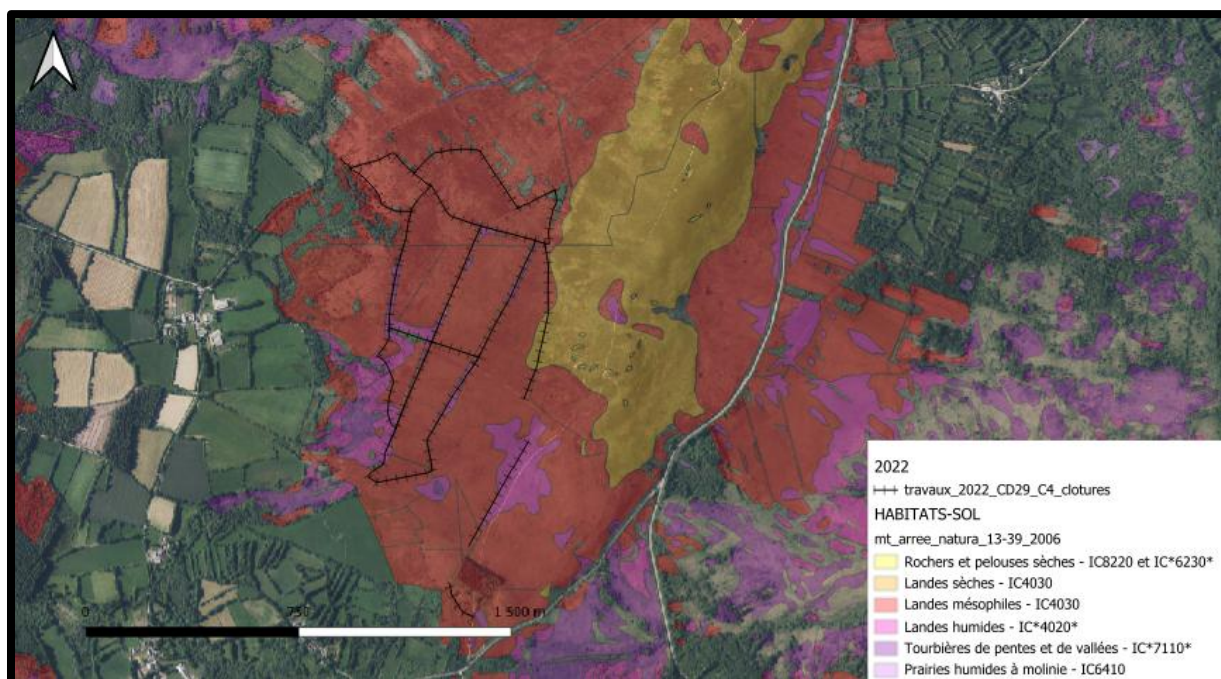 2022
travaux_2022_CD29_C4_clotures
HABITATS-SOL
mt_arree_natura_13-39_2006
Rochers et pelouses sèches - IC8220 et IC*6230*
Landes sèches - IC4030
Landes mésophiles - IC4030
Landes humides - IC*4020*
Tourbières de pentes et de vallées - IC*7110*
Prairies humides à molinie - IC6410
0 750 1 500 m